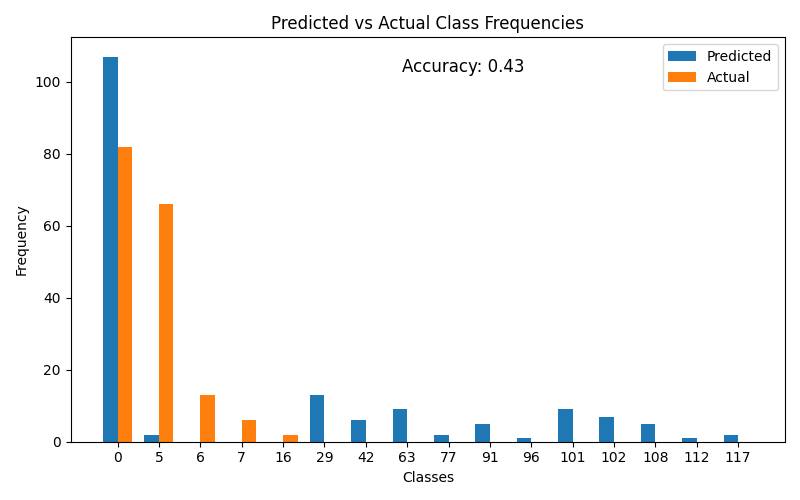 Predicted vs Actual Class Frequencies
Accuracy: 0.43
Predicted
Actual
Frequency
100
80
60
40
20
0
0 5 6 7 16 29 42 63 77 91 96 101 102 108 112 117
Classes